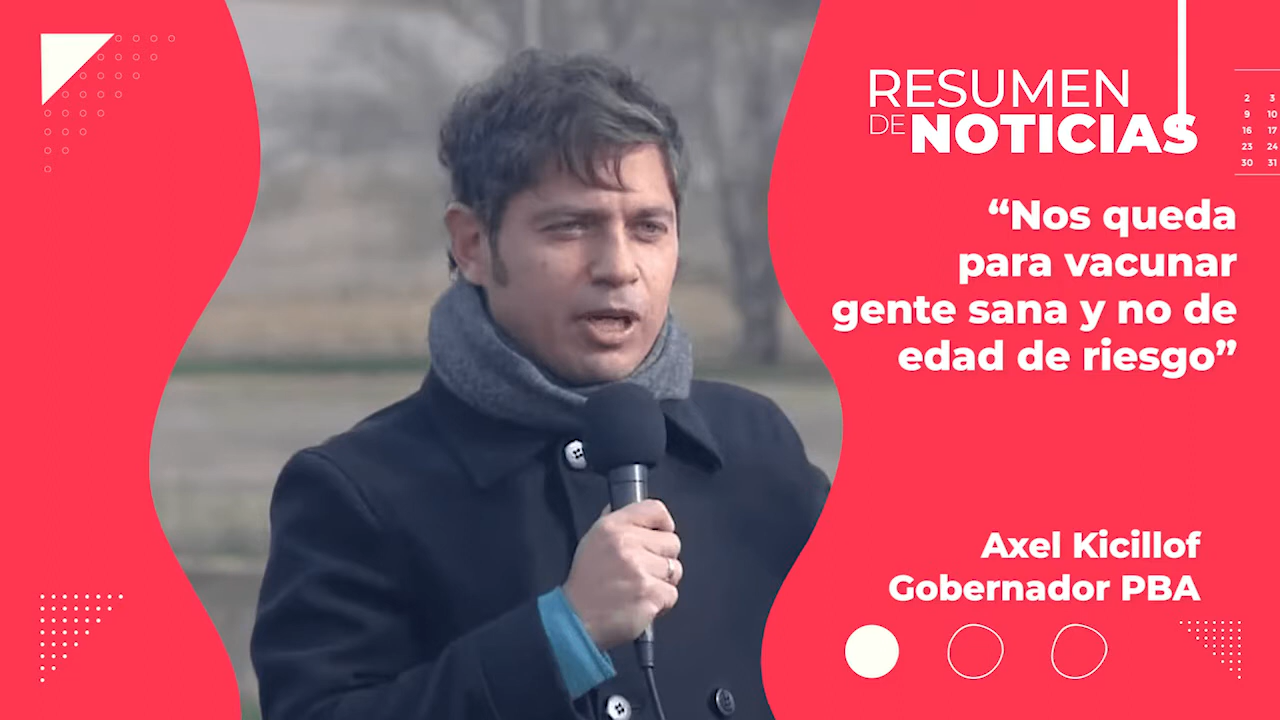 RESUMEN
DE NOTICIAS
2 3
9 10
16 17
23 24
30 31
“Nos queda
para vacunar
gente sana y no de
edad de riesgo”
Axel Kicillof
Gobernador PBA